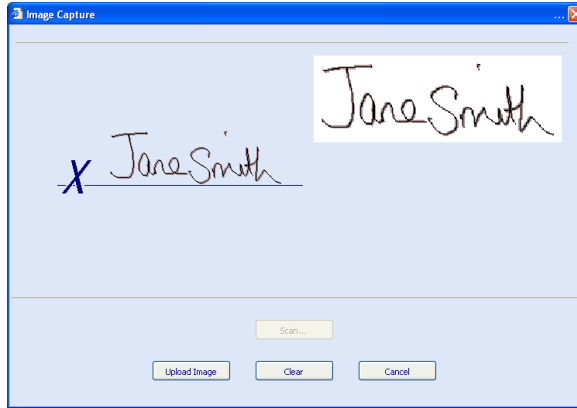 Image Capture ...
Jane Smith
X Jane Smith
Scan...
Upload Image Clear Cancel